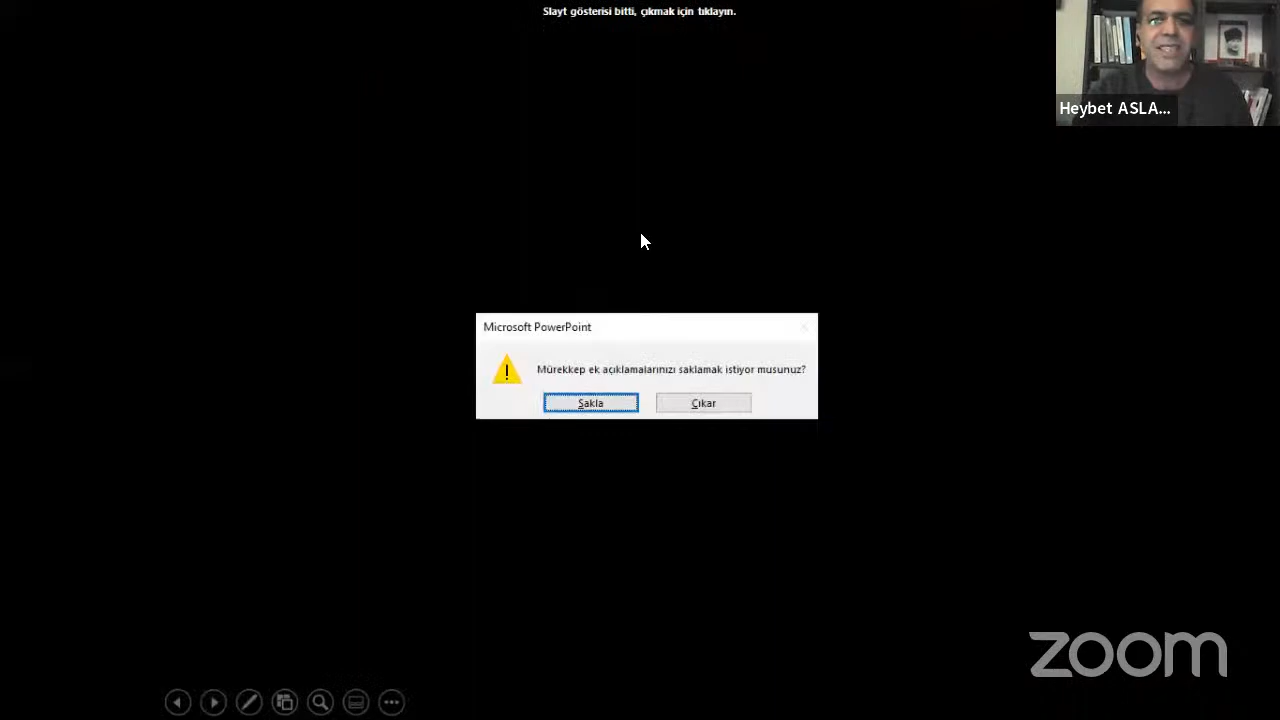 Slayt gösterisi bitti, çıkmak için tıklayın.
Heybet ASLA...
Microsoft PowerPoint
Mürekkep ek açıklamalarınızı saklamak istiyor musunuz?
Sakla
Çıkar
zoom